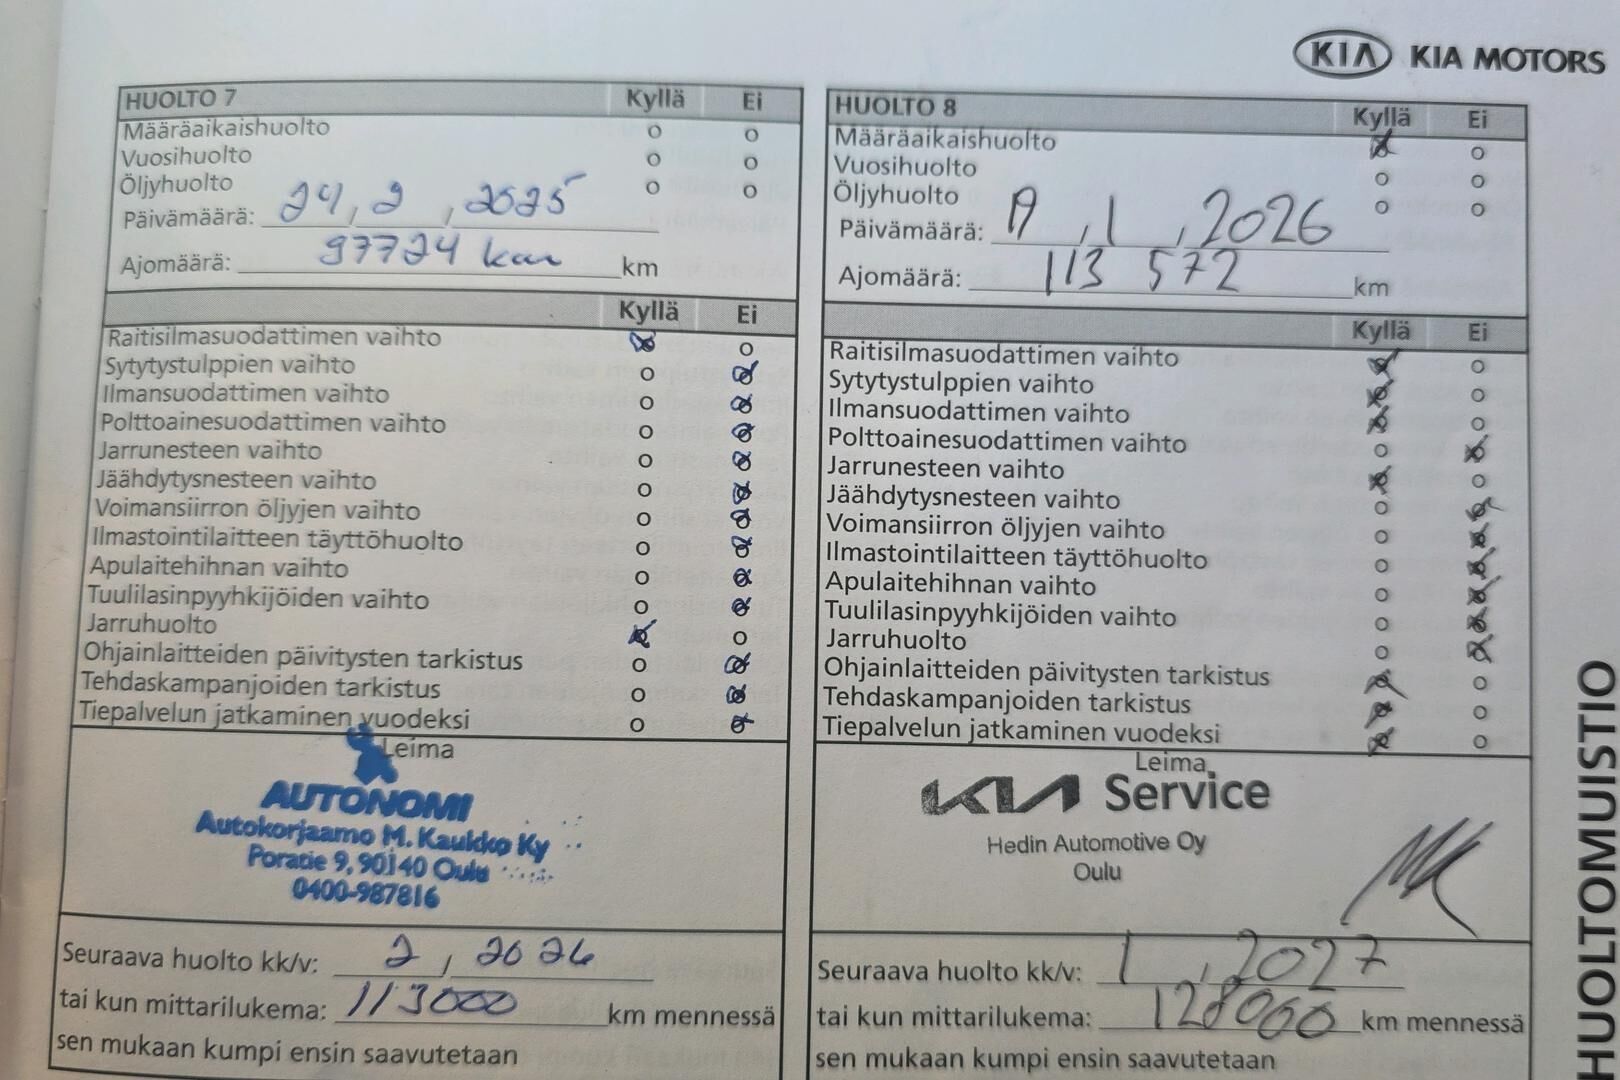 KIA KIA MOTORS
HUOLTO 7 Kyllä Ei
Määräaikaishuolto
Vuosihuolto
Öljyhuolto
Päivämäärä: 24, 2, 2025
Ajomäärä: 97724 km km
Kyllä Ei
Raitisilmasuodattimen vaihto
Sytytystulppien vaihto
Ilmansuodattimen vaihto
Polttoainesuodattimen vaihto
Jarrunesteen vaihto
Jäähdytysnesteen vaihto
Voimansiirron öljyjen vaihto
Ilmastointilaitteen täyttöhuolto
Apulaitehihnan vaihto
Tuulilasinpyyhkijöiden vaihto
Jarruhuolto
Ohjainlaitteiden päivitysten tarkistus
Tehdaskampanjoiden tarkistus
Tiepalvelun jatkaminen vuodeksi
Leima
AUTONOMI
Autokorjaamo M. Kaukko Ky
Poratie 9, 90140 Oulu
0400-987816
Seuraava huolto kk/v: 2, 2026
tai kun mittarilukema: 113000 km mennessä
sen mukaan kumpi ensin saavutetaan
HUOLTO 8 Kyllä Ei
Määräaikaishuolto
Vuosihuolto
Öljyhuolto
Päivämäärä: , 1, 2026
Ajomäärä: 113 572 km
Kyllä Ei
Raitisilmasuodattimen vaihto
Sytytystulppien vaihto
Ilmansuodattimen vaihto
Polttoainesuodattimen vaihto
Jarrunesteen vaihto
Jäähdytysnesteen vaihto
Voimansiirron öljyjen vaihto
Ilmastointilaitteen täyttöhuolto
Apulaitehihnan vaihto
Tuulilasinpyyhkijöiden vaihto
Jarruhuolto
Ohjainlaitteiden päivitysten tarkistus
Tehdaskampanjoiden tarkistus
Tiepalvelun jatkaminen vuodeksi
Leima
KIA Service
Hedin Automotive Oy
Oulu
Seuraava huolto kk/v: 1, 2027
tai kun mittarilukema: 128000 km mennessä
sen mukaan kumpi ensin saavutetaan
HUOLTOMUISTIO